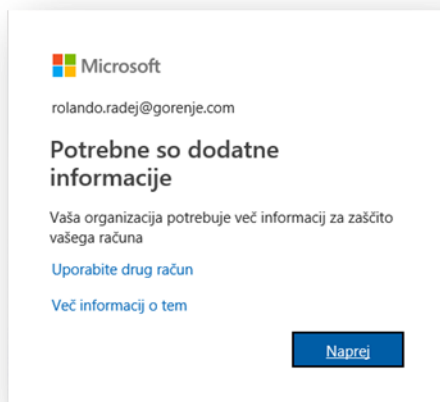 Microsoft
rolando.radej@gorenje.com
Potrebne so dodatne
informacije
Vaša organizacija potrebuje več informacij za zaščito
vašega računa
Uporabite drug račun
Več informacij o tem
Naprej